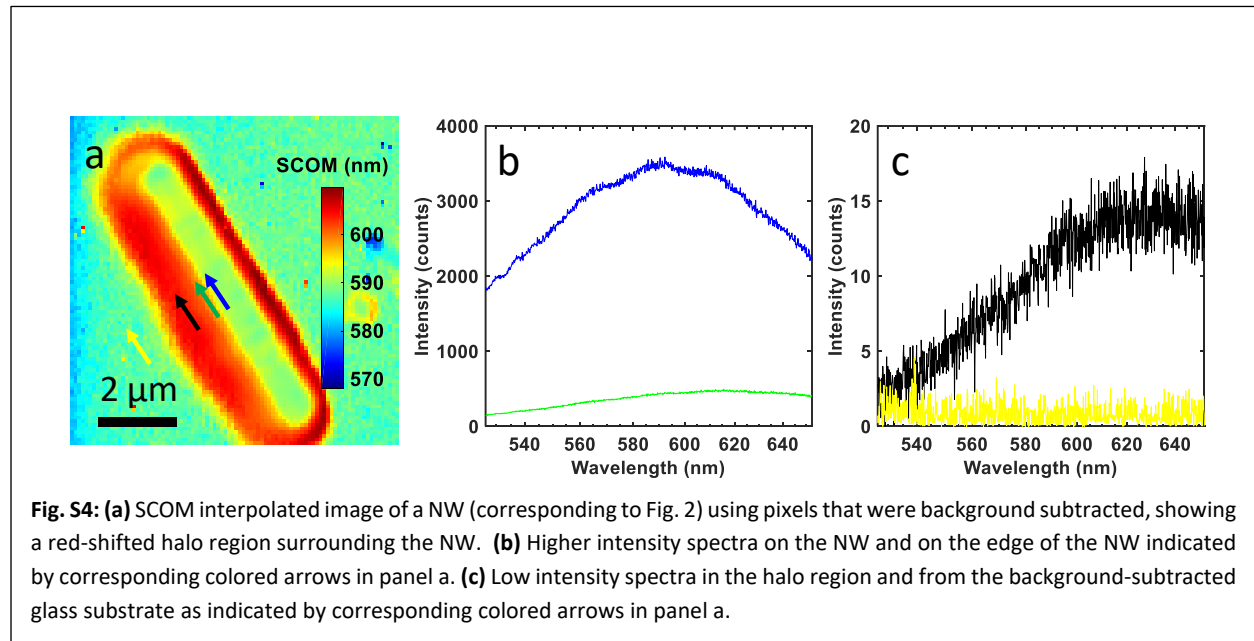 a
SCOM (nm)
600
590
580
570
2 μm
b
4000
3000
2000
1000
0
Intensity (counts)
540 560 580 600 620 640
Wavelength (nm)
c
20
15
10
5
0
Intensity (counts)
540 560 580 600 620 640
Wavelength (nm)
Fig. S4: (a) SCOM interpolated image of a NW (corresponding to Fig. 2) using pixels that were background subtracted, showing
a red-shifted halo region surrounding the NW. (b) Higher intensity spectra on the NW and on the edge of the NW indicated
by corresponding colored arrows in panel a. (c) Low intensity spectra in the halo region and from the background-subtracted
glass substrate as indicated by corresponding colored arrows in panel a.